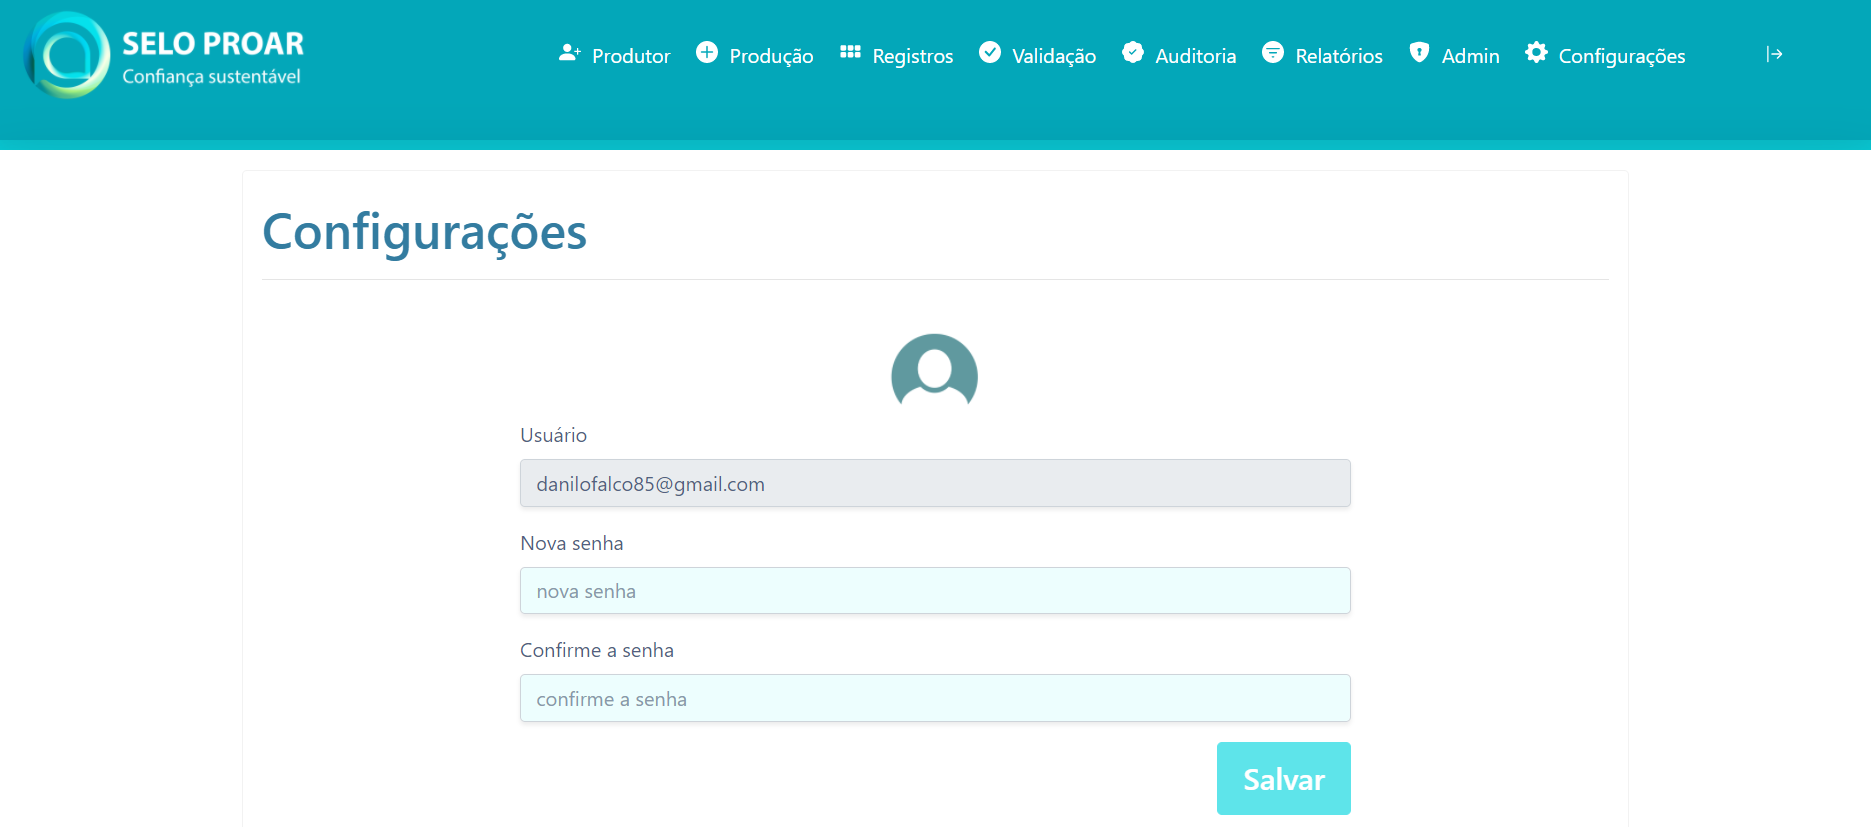 SELO PROAR
Confiança sustentável
Produtor Produção Registros Validação Auditoria Relatórios Admin Configurações
Configurações
Usuário
danilofalco85@gmail.com
Nova senha
nova senha
Confirme a senha
confirme a senha
Salvar